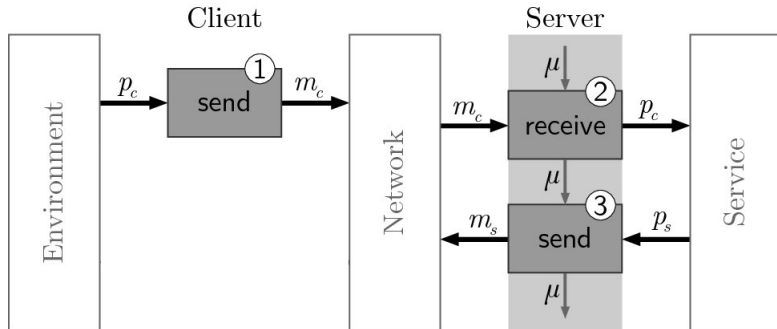 Client
Server
Environment
p_c
send
1
m_c
Network
m_c
μ
receive
2
p_c
μ
m_s
send
3
p_s
μ
Service